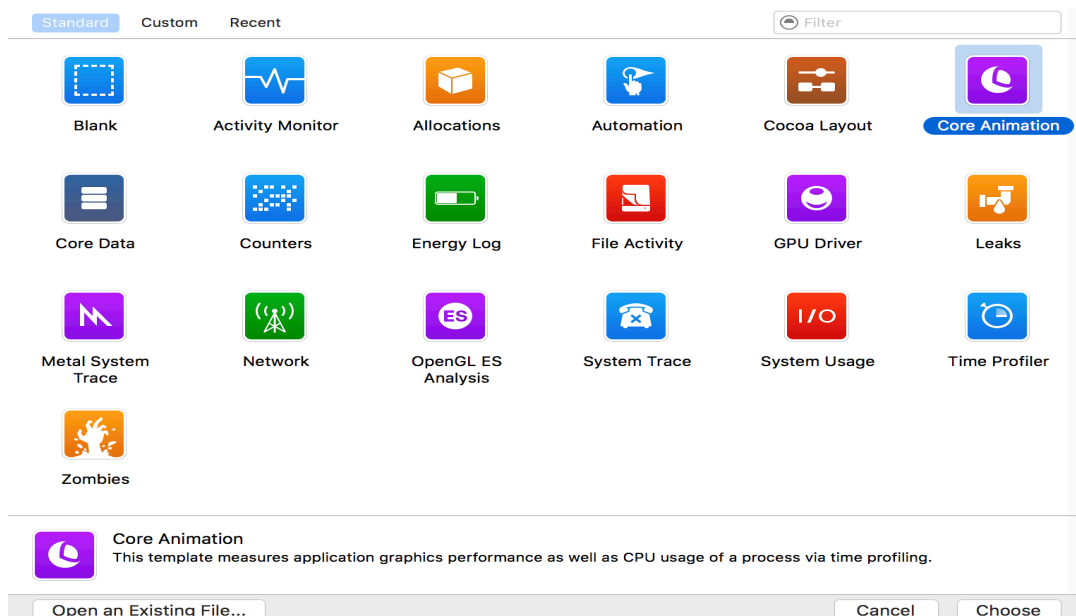 Standard Custom Recent Filter
Blank Activity Monitor Allocations Automation Cocoa Layout Core Animation
Core Data Counters Energy Log File Activity GPU Driver Leaks
ES I/O
Metal System Trace Network OpenGL ES Analysis System Trace System Usage Time Profiler
Zombies
Core Animation
This template measures application graphics performance as well as CPU usage of a process via time profiling.
Open an Existing File... Cancel Choose